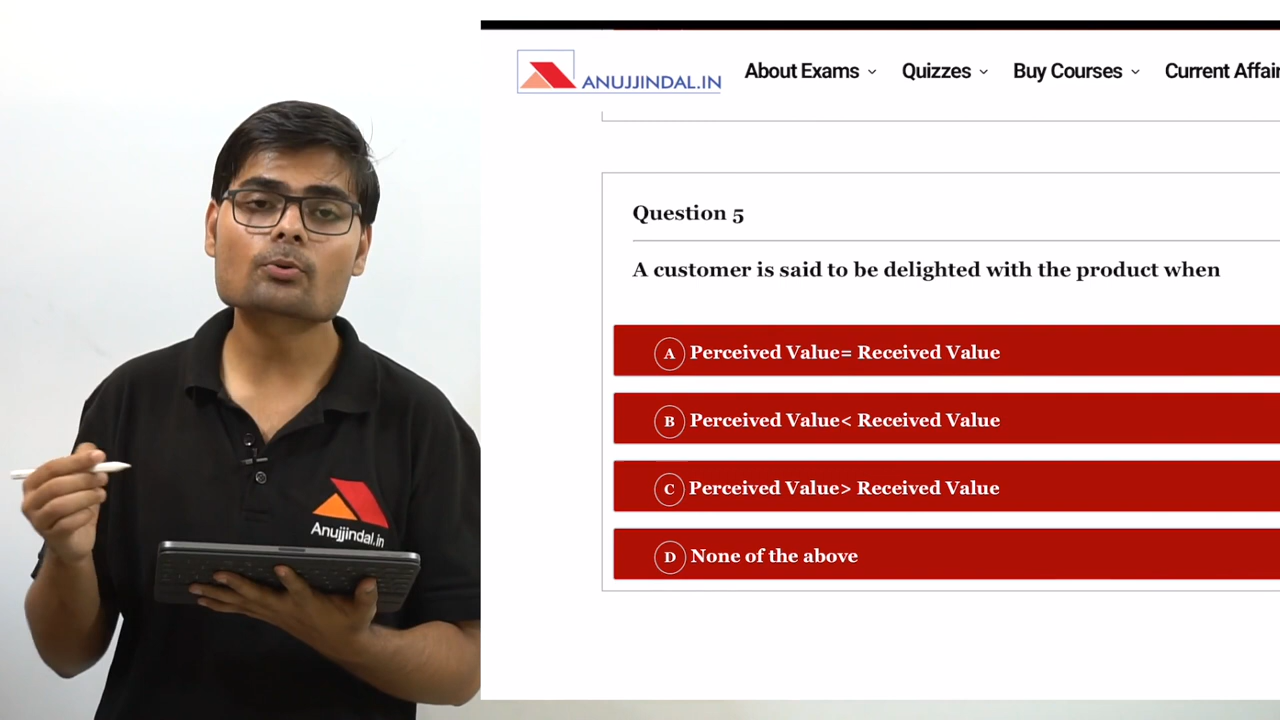 ANUJJINDAL.IN
About Exams
Quizzes
Buy Courses
Current Affair
Question 5
A customer is said to be delighted with the product when
A Perceived Value= Received Value
B Perceived Value< Received Value
C Perceived Value> Received Value
D None of the above
Anujjindal.in